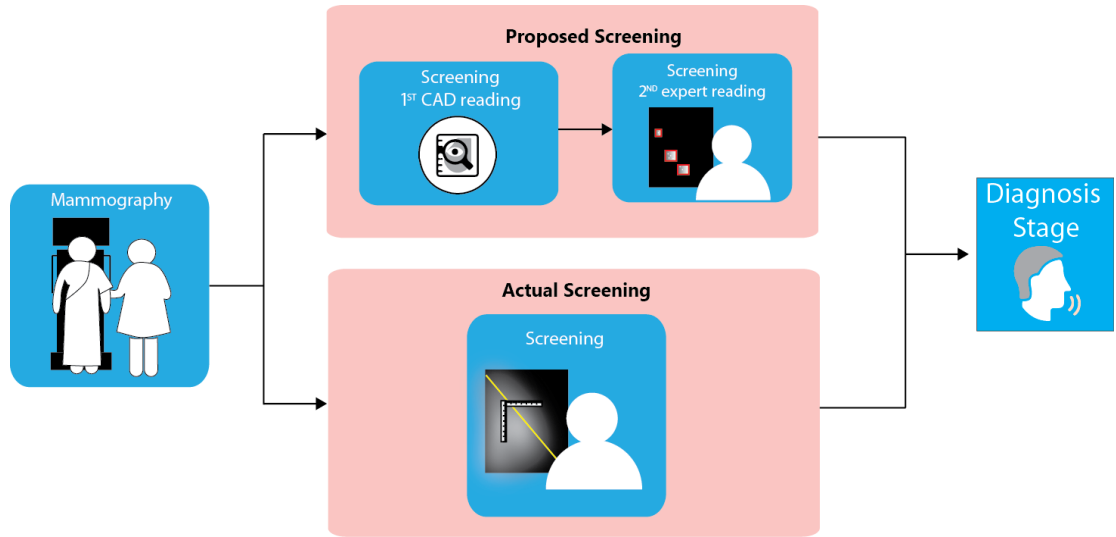 Proposed Screening
Screening
1ST CAD reading
Screening
2ND expert reading
Mammography
Actual Screening
Screening
Diagnosis
Stage